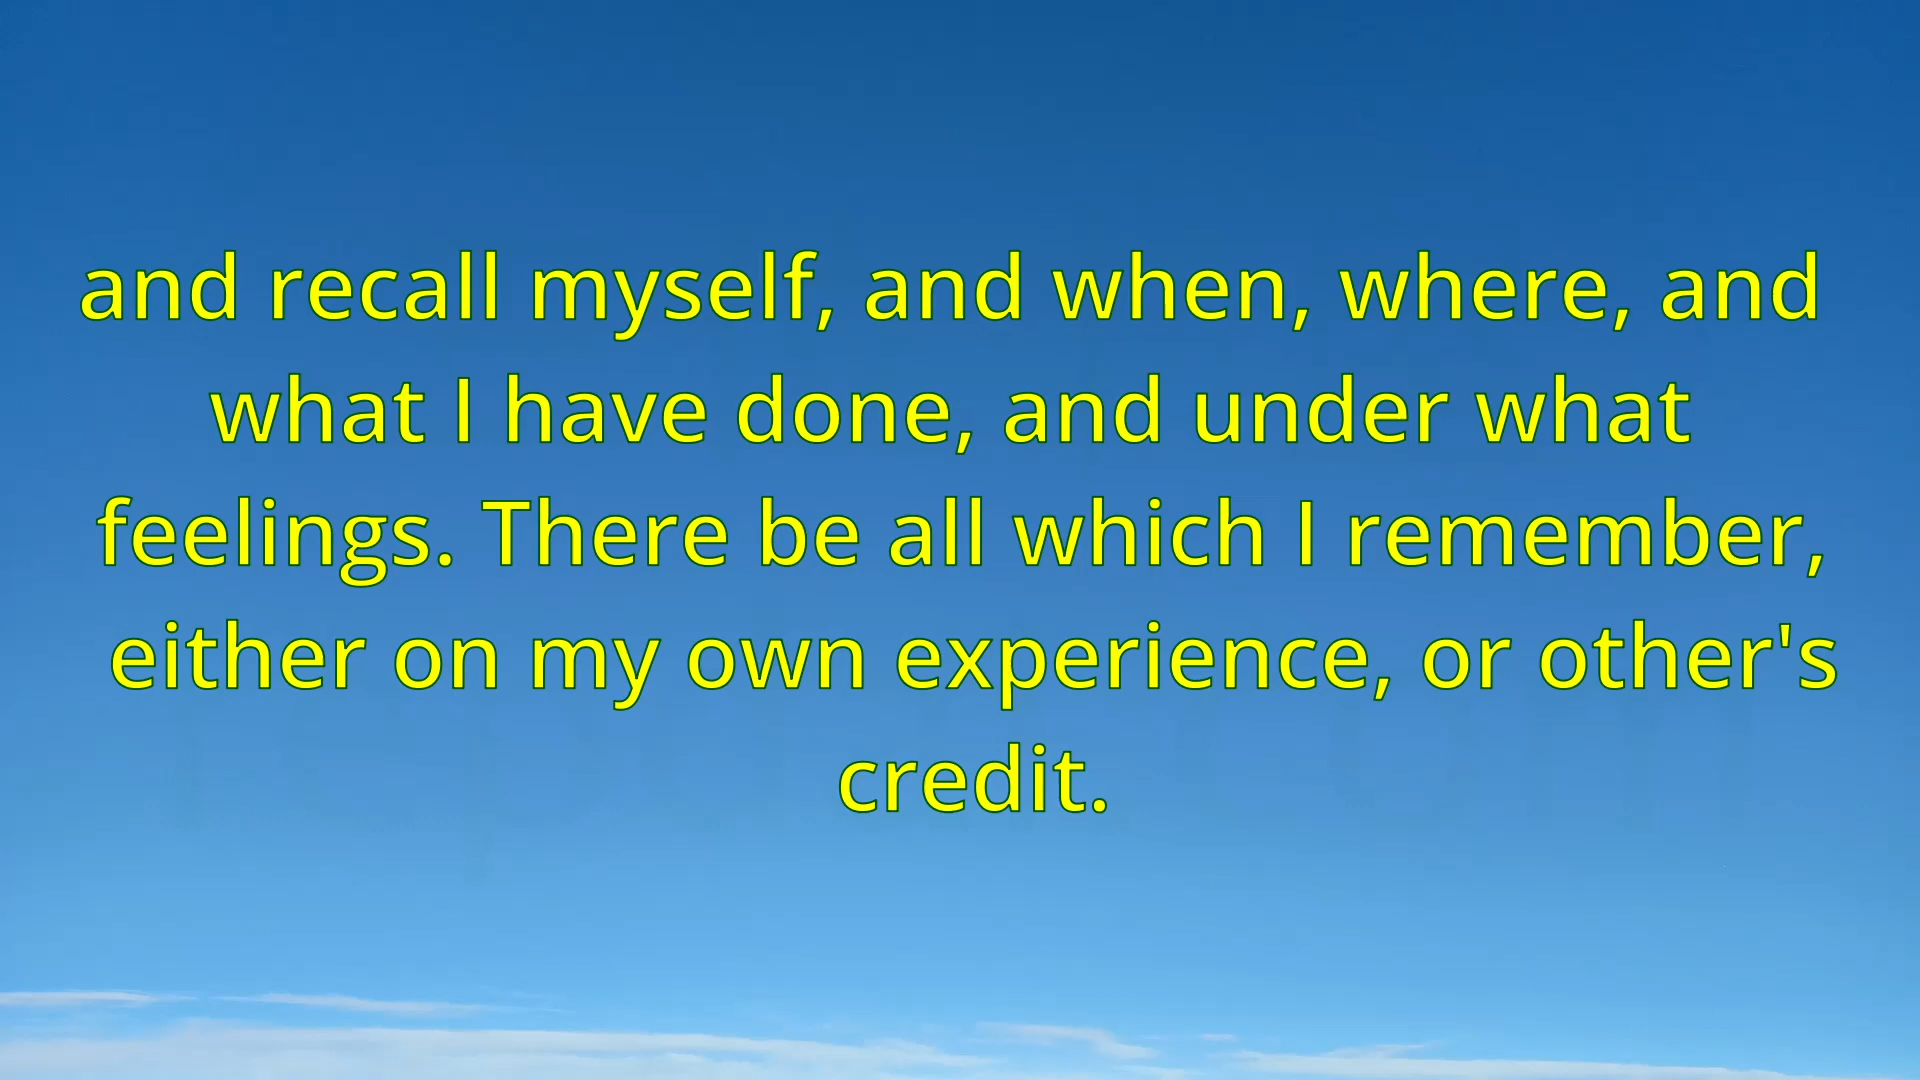 and recall myself, and when, where, and
what I have done, and under what
feelings. There be all which I remember,
either on my own experience, or other's
credit.